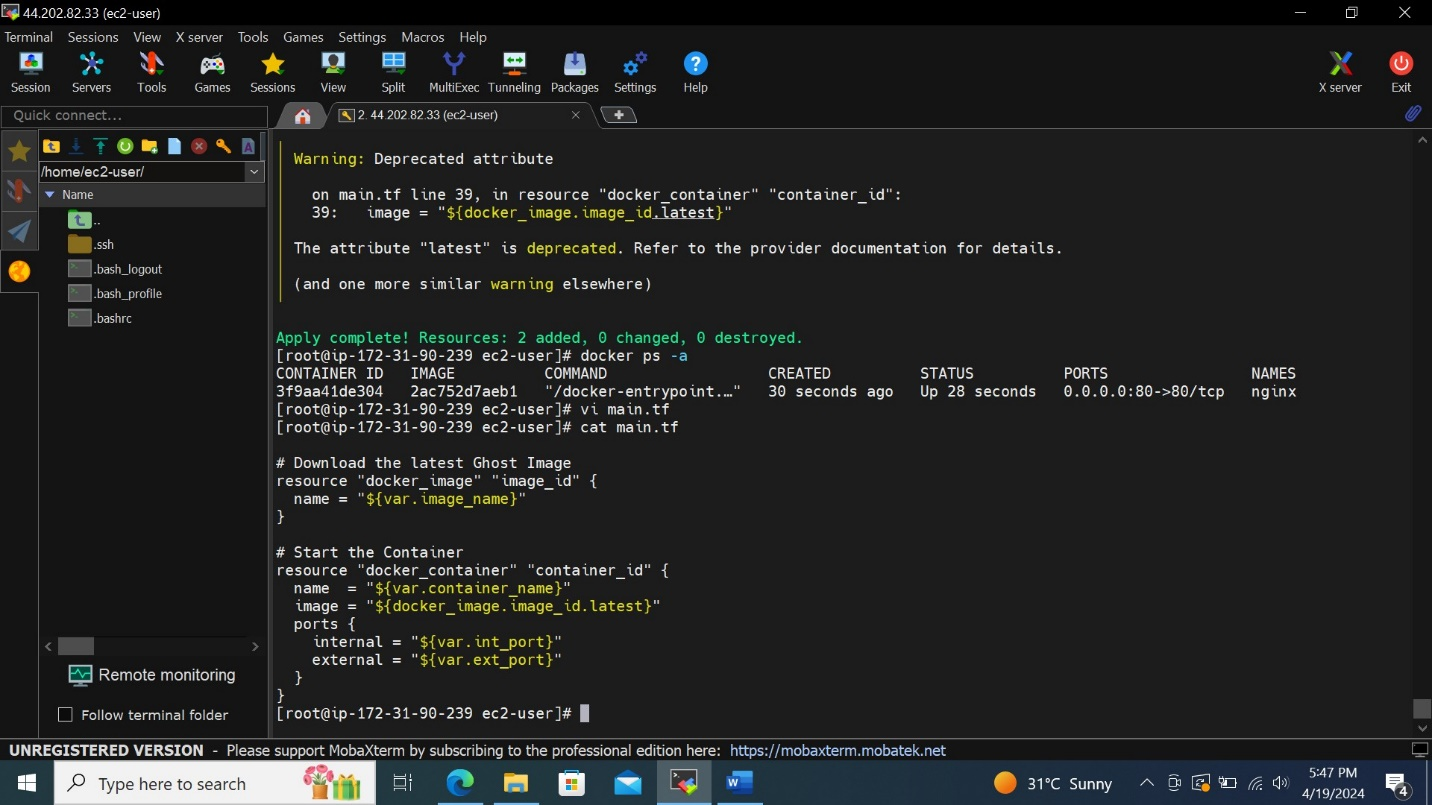 44.202.82.33 (ec2-user)
Terminal Sessions View X server Tools Games Settings Macros Help
Session Servers Tools Games Sessions View Split MultiExec Tunneling Packages Settings Help X server Exit
Quick connect...
2. 44.202.82.33 (ec2-user)
/home/ec2-user/
Name
..
.ssh
.bash_logout
.bash_profile
.bashrc
Remote monitoring
Follow terminal folder
Warning: Deprecated attribute
on main.tf line 39, in resource "docker_container" "container_id":
39: image = "${docker_image.image_id.latest}"
The attribute "latest" is deprecated. Refer to the provider documentation for details.
(and one more similar warning elsewhere)
Apply complete! Resources: 2 added, 0 changed, 0 destroyed.
[root@ip-172-31-90-239 ec2-user]# docker ps -a
CONTAINER ID IMAGE COMMAND CREATED STATUS PORTS NAMES
3f9aa41de304 2ac752d7aeb1 "/docker-entrypoint.…" 30 seconds ago Up 28 seconds 0.0.0.0:80->80/tcp nginx
[root@ip-172-31-90-239 ec2-user]# vi main.tf
[root@ip-172-31-90-239 ec2-user]# cat main.tf
# Download the latest Ghost Image
resource "docker_image" "image_id" {
name = "${var.image_name}"
}
# Start the Container
resource "docker_container" "container_id" {
name = "${var.container_name}"
image = "${docker_image.image_id.latest}"
ports {
internal = "${var.int_port}"
external = "${var.ext_port}"
}
}
[root@ip-172-31-90-239 ec2-user]#
UNREGISTERED VERSION - Please support MobaXterm by subscribing to the professional edition here: https://mobaxterm.mobatek.net
Type here to search
31°C Sunny
5:47 PM
4/19/2024
4